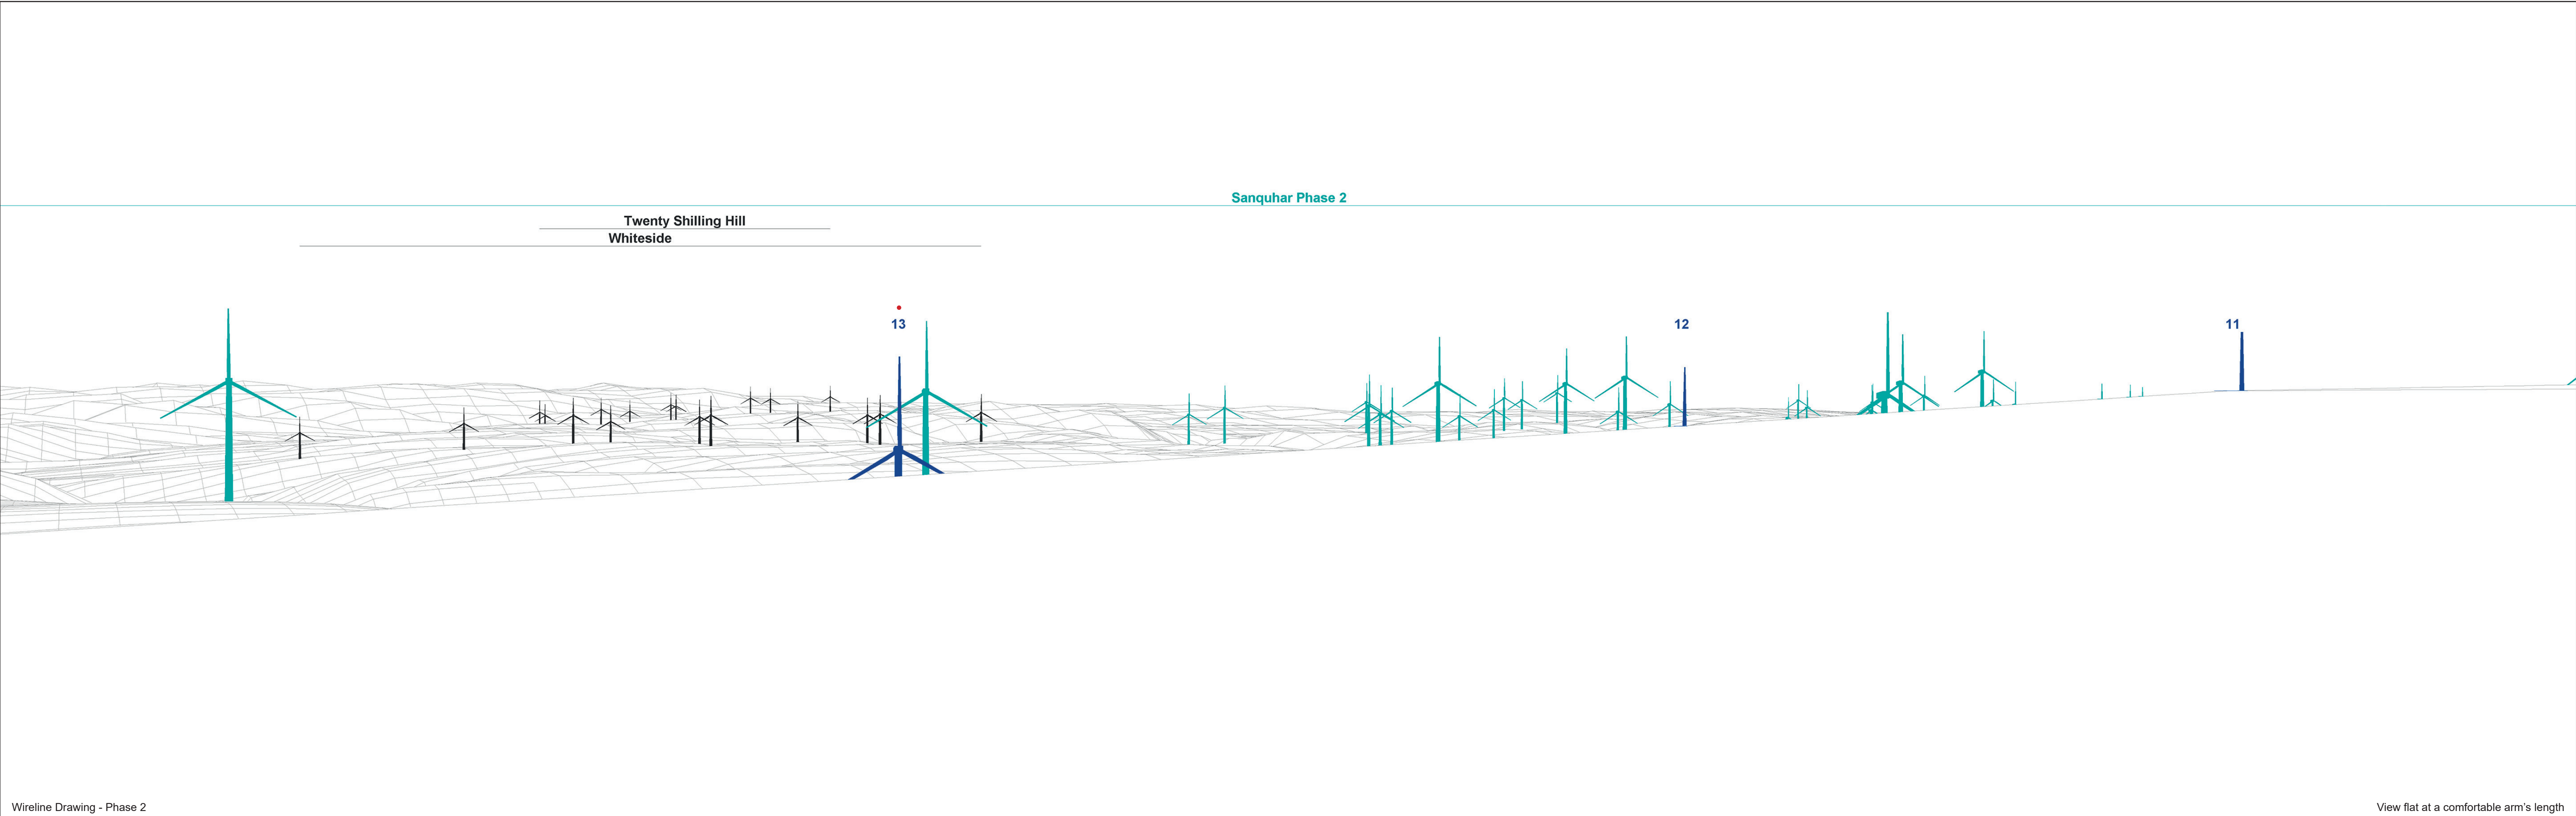 Sanquhar Phase 2
Twenty Shilling Hill
Whiteside
13
12
11
Wireline Drawing - Phase 2
View flat at a comfortable arm's length